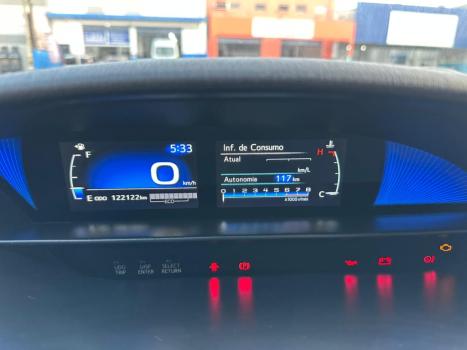 5:33
F
0 km/h
E ODO 122122km
ECO
Inf. de Consumo
Atual
km/L
Autonomia 117 km
0 1 2 3 4 5 6 7 8
x1000r/min
H
C
ODO TRIP
DISP ENTER
SELECT RETURN